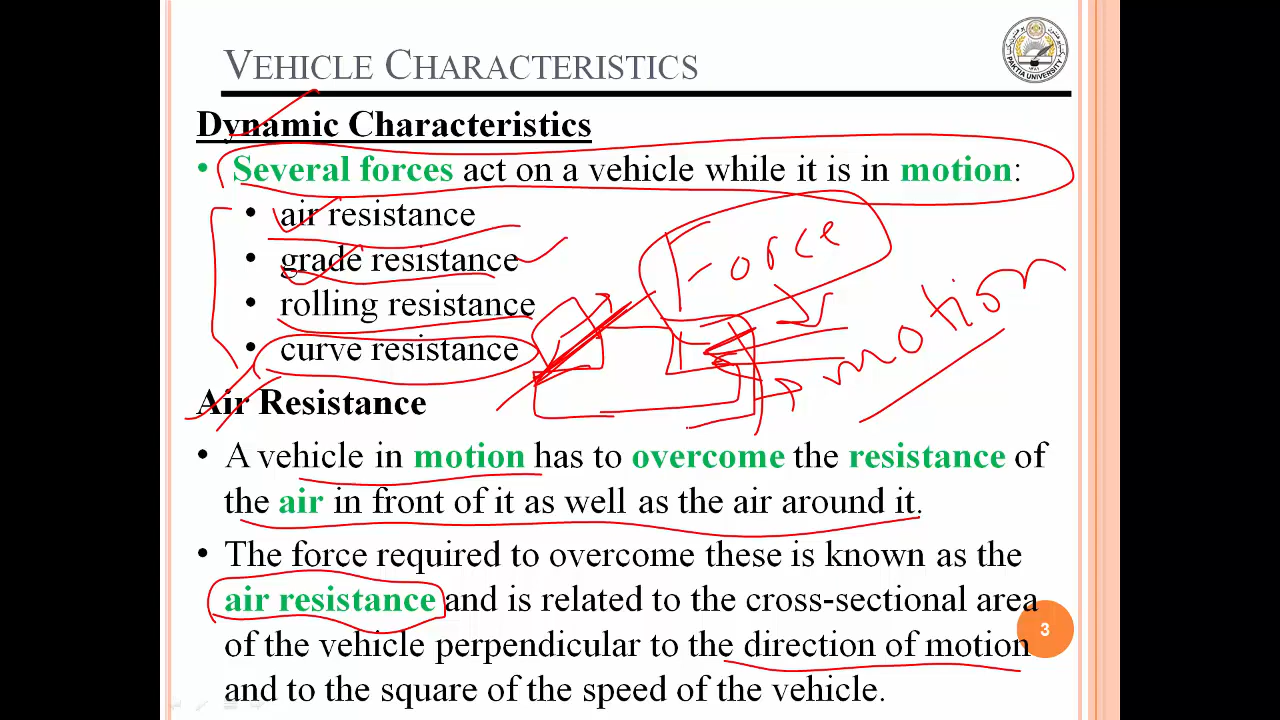 VEHICLE CHARACTERISTICS
PAKTIA UNIVERSITY
Dynamic Characteristics
• Several forces act on a vehicle while it is in motion:
• air resistance
• grade resistance
• rolling resistance
• curve resistance
Force
motion
Air Resistance
• A vehicle in motion has to overcome the resistance of
the air in front of it as well as the air around it.
• The force required to overcome these is known as the
air resistance and is related to the cross-sectional area
of the vehicle perpendicular to the direction of motion
and to the square of the speed of the vehicle.
3